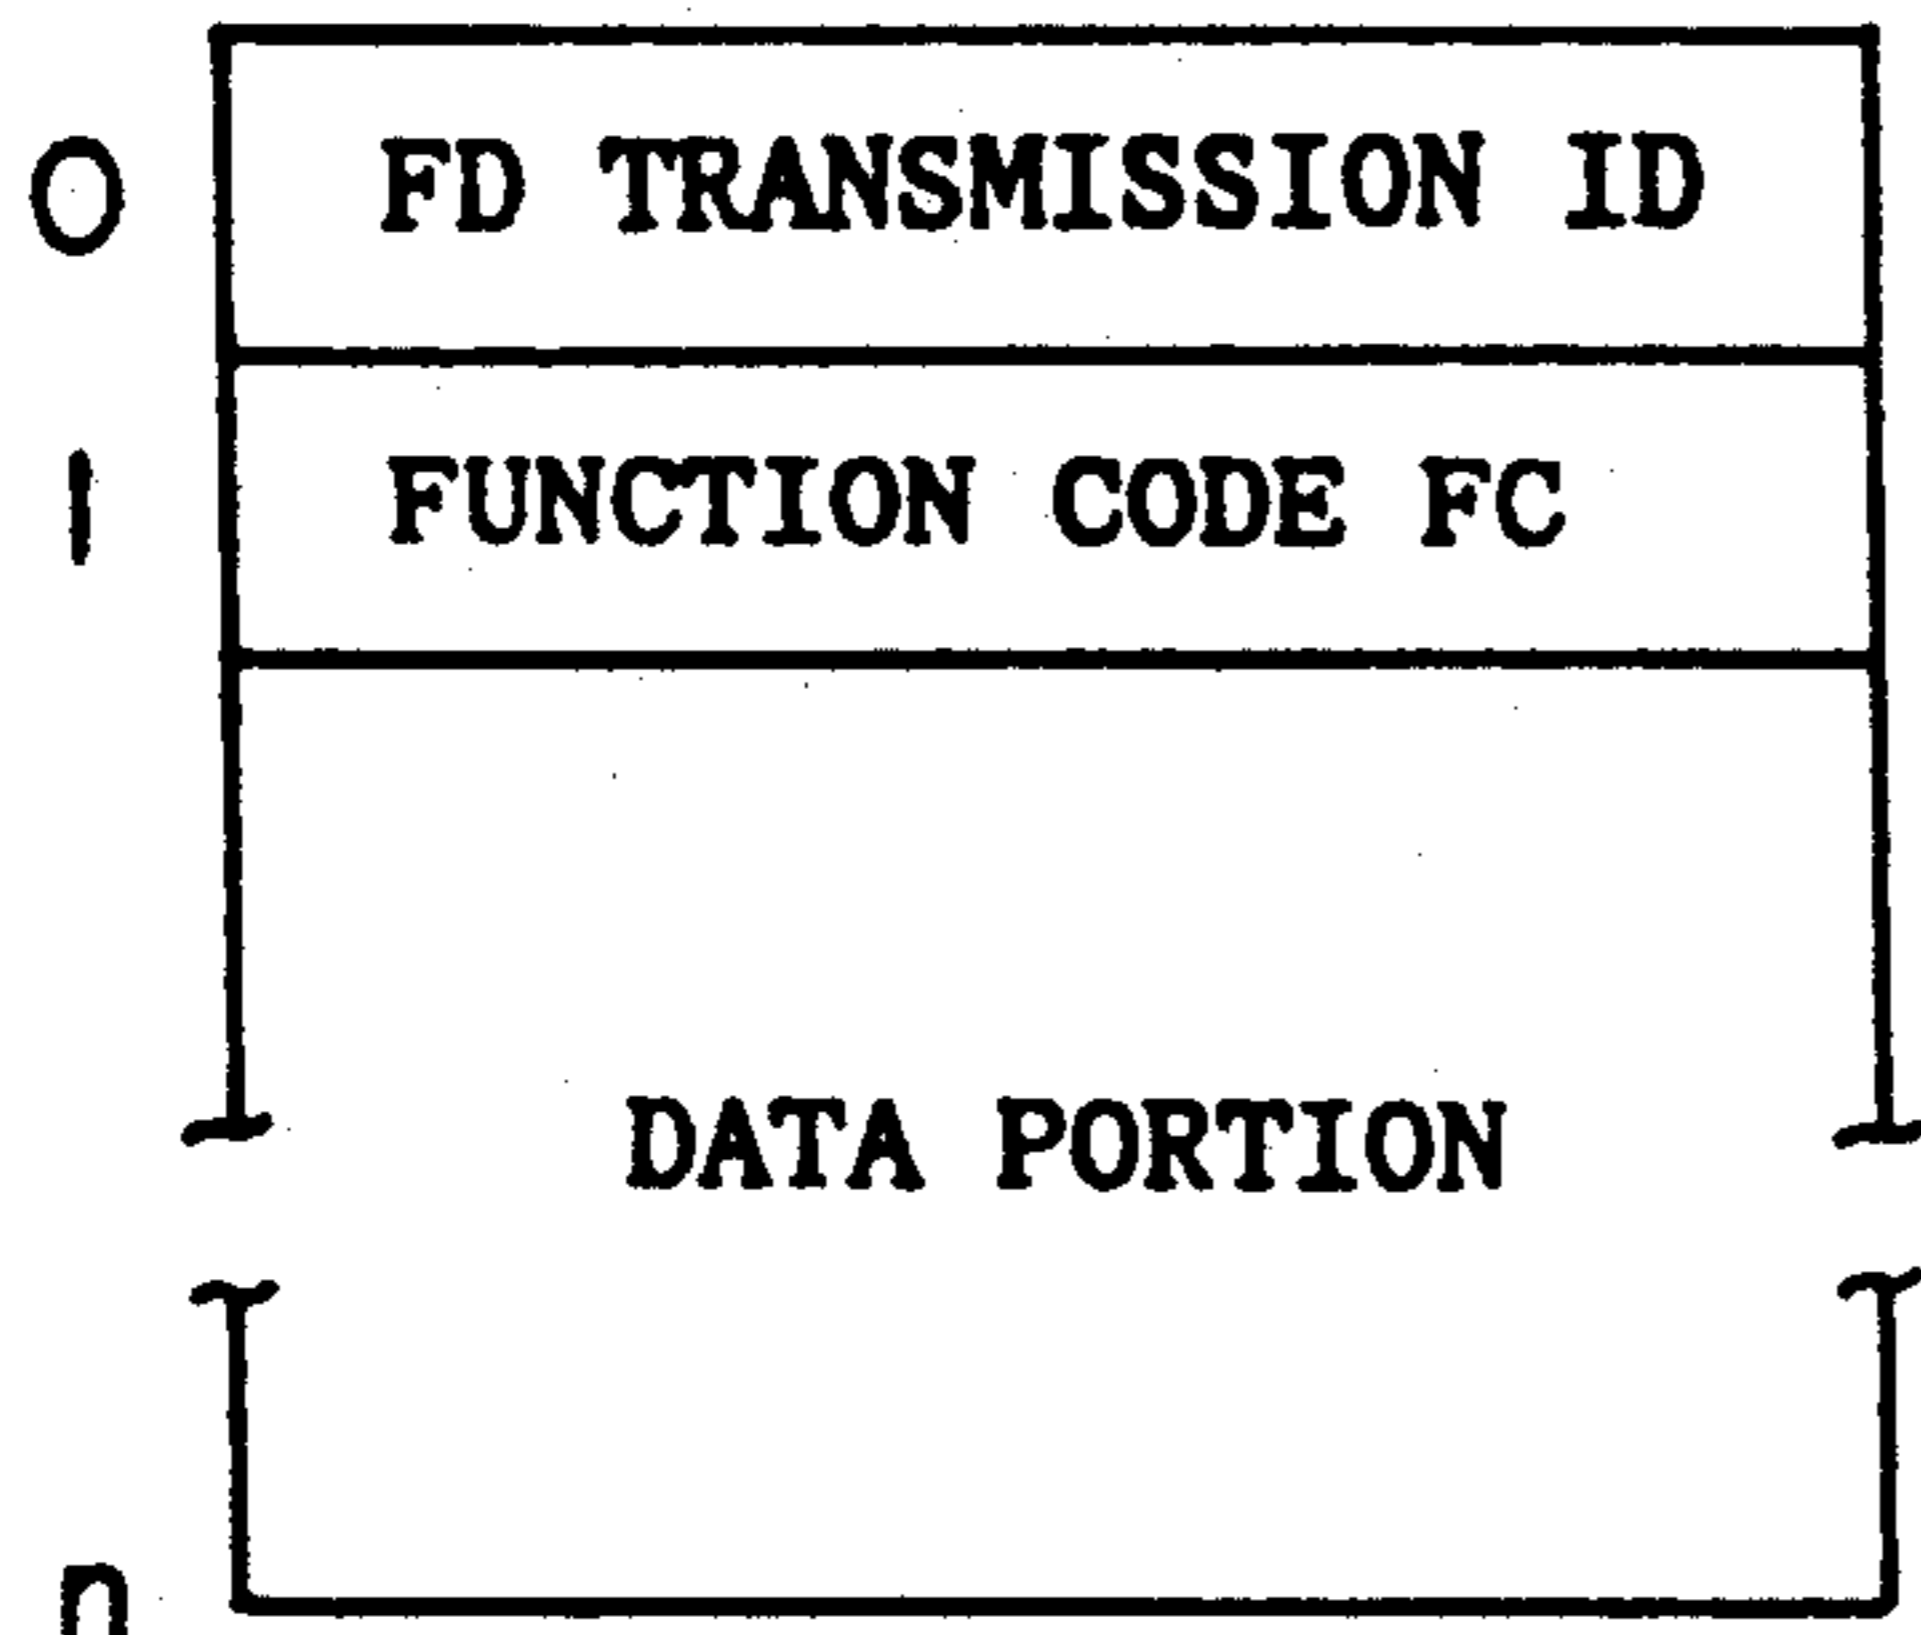 0 FD TRANSMISSION ID
1 FUNCTION CODE FC
DATA PORTION
n